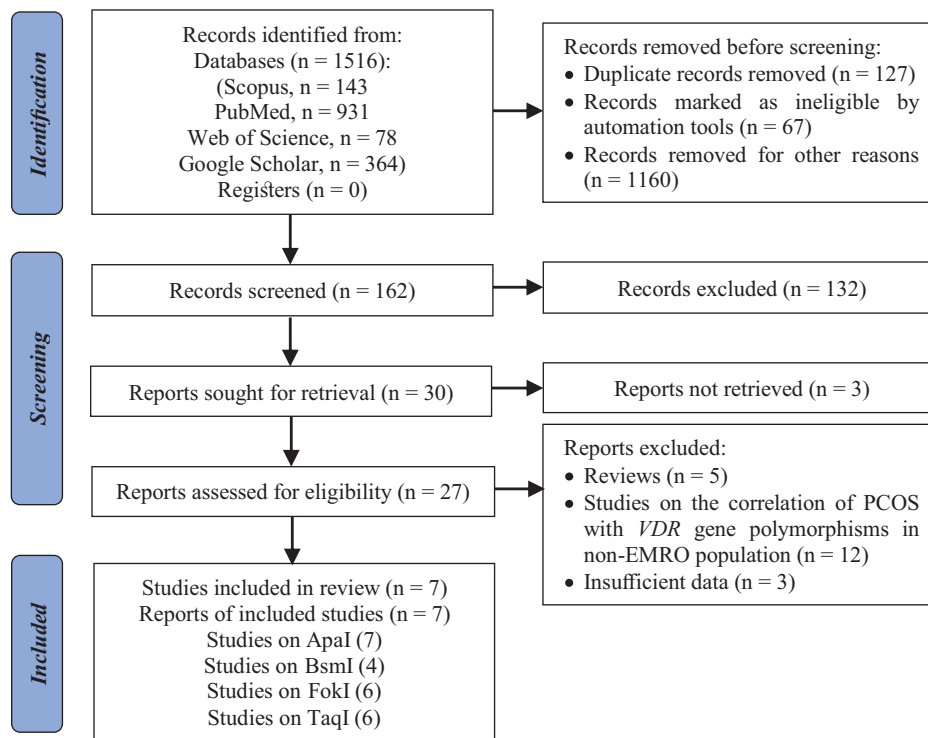 Identification
Records identified from:
Databases (n = 1516):
(Scopus, n = 143
PubMed, n = 931
Web of Science, n = 78
Google Scholar, n = 364)
Registers (n = 0)
Records removed before screening:
• Duplicate records removed (n = 127)
• Records marked as ineligible by
automation tools (n = 67)
• Records removed for other reasons
(n = 1160)
Screening
Records screened (n = 162)
Records excluded (n = 132)
Reports sought for retrieval (n = 30)
Reports not retrieved (n = 3)
Reports assessed for eligibility (n = 27)
Reports excluded:
• Reviews (n = 5)
• Studies on the correlation of PCOS
with VDR gene polymorphisms in
non-EMRO population (n = 12)
• Insufficient data (n = 3)
Included
Studies included in review (n = 7)
Reports of included studies (n = 7)
Studies on ApaI (7)
Studies on BsmI (4)
Studies on FokI (6)
Studies on TaqI (6)